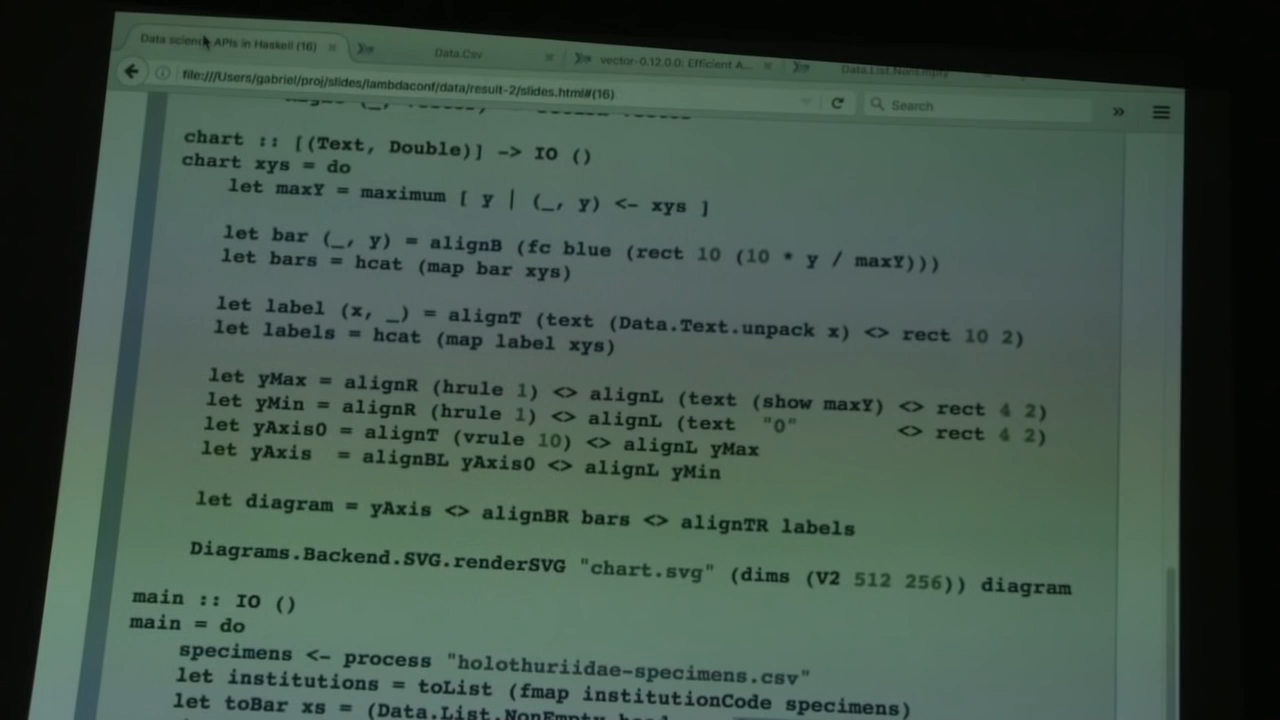 Data science APIs in Haskell (16)
Data.Csv
vector-0.12.0.0: Efficient A...
Data.List.NonEmpty
file:///Users/gabriel/proj/slides/lambdaconf/data/result-2/slides.html#(16)
Search
chart :: [(Text, Double)] -> IO ()
chart xys = do
let maxY = maximum [ y | (_, y) <- xys ]
let bar (_, y) = alignB (fc blue (rect 10 (10 * y / maxY)))
let bars = hcat (map bar xys)
let label (x, _) = alignT (text (Data.Text.unpack x) <> rect 10 2)
let labels = hcat (map label xys)
let yMax = alignR (hrule 1) <> alignL (text (show maxY) <> rect 4 2)
let yMin = alignR (hrule 1) <> alignL (text "0" <> rect 4 2)
let yAxis0 = alignT (vrule 10) <> alignL yMax
let yAxis = alignBL yAxis0 <> alignL yMin
let diagram = yAxis <> alignBR bars <> alignTR labels
Diagrams.Backend.SVG.renderSVG "chart.svg" (dims (V2 512 256)) diagram
main :: IO ()
main = do
specimens <- process "holothuriidae-specimens.csv"
let institutions = toList (fmap institutionCode specimens)
let toBar xs = (Data.List.NonEmpty.head